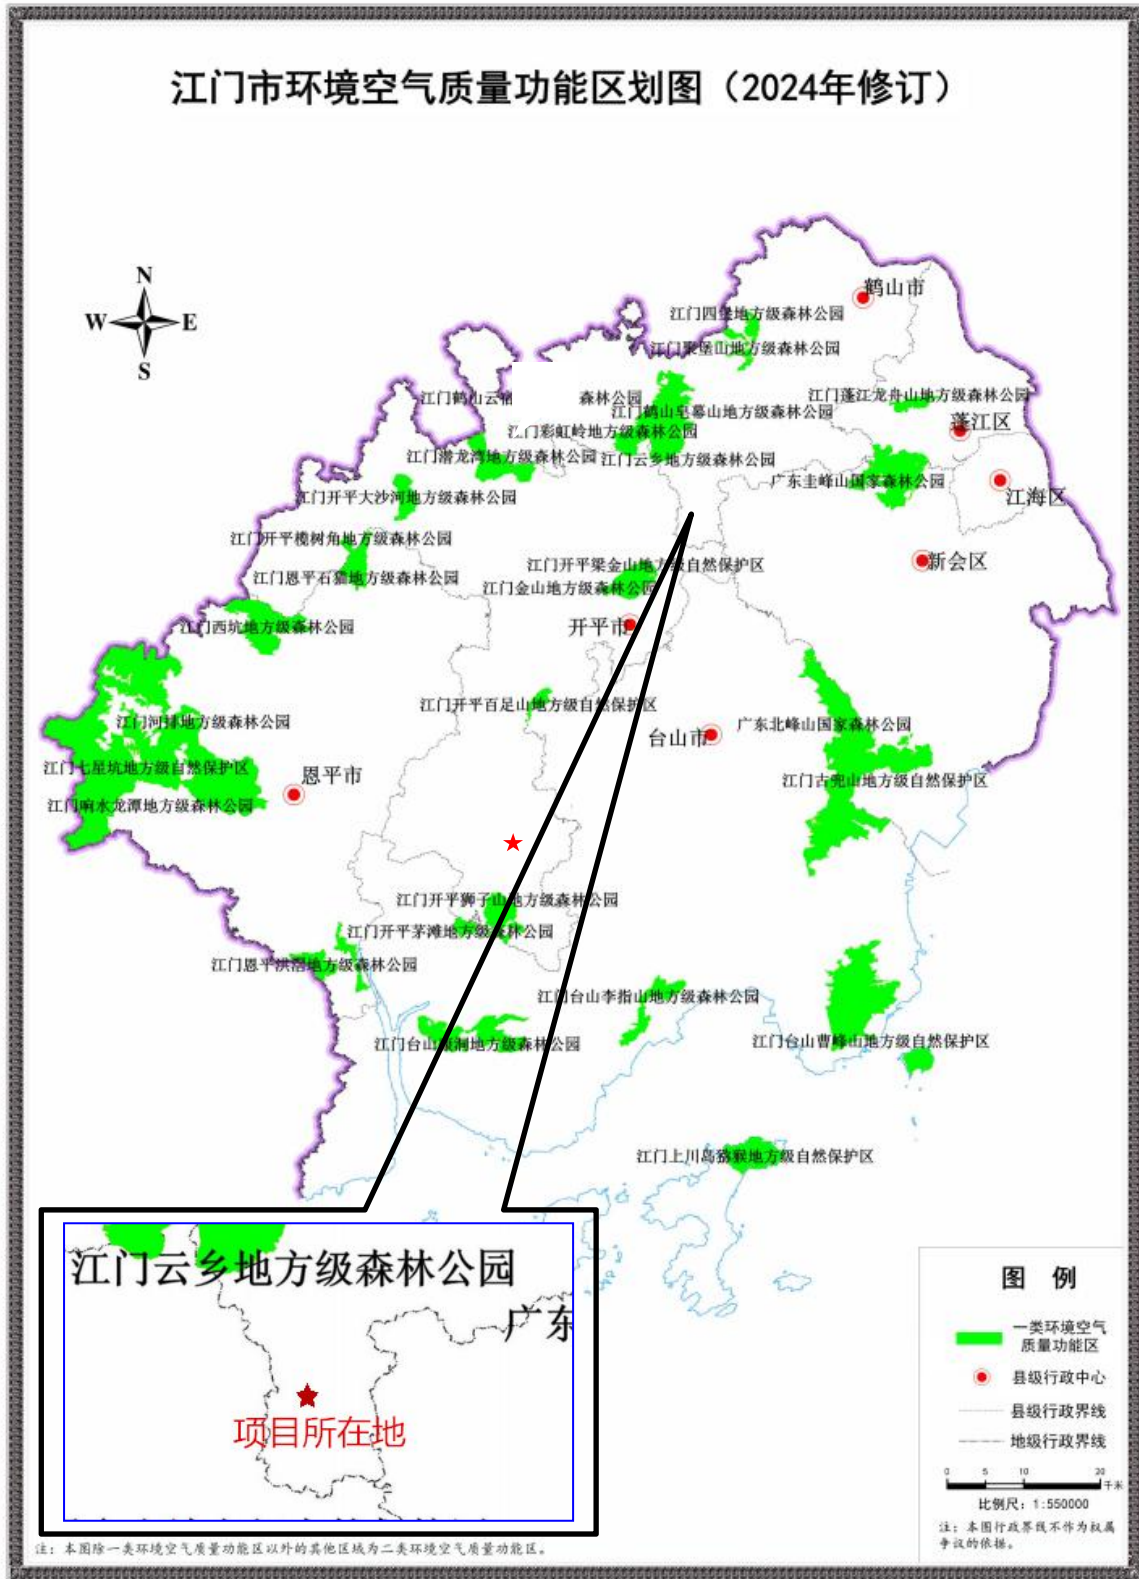 江门市环境空气质量功能区划图（2024年修订）
N
W
E
S
鹤山市
江门四堡地方级森林公园
江门聚堡山地方级森林公园
江门鹤山云宿
森林公园
江门蓬江龙舟山地方级森林公园
江门鹤山皂幕山地方级森林公园
蓬江区
门彩虹岭地方级森林公园
江门潜龙湾地方级森林公园
江门云乡地方级森林公园
广东圭峰山国家森林公园
江门开平大沙河地方级森林公园
江海区
江门开平榄树角地方级森林公园
江门开平梁金山地方级自然保护区
新会区
江门恩平石猫地方级森林公园
江门金山地方级森林公园
江门西坑地方级森林公园
开平市
江门开平百足山地方级自然保护区
江门河排地方级森林公园
广东北峰山国家森林公园
台山市
江门七星坑地方级自然保护区
恩平市
江门古兜山地方级自然保护区
江门响水龙潭地方级森林公园
江门开平狮子山地方级森林公园
江门开平茅滩地方级森林公园
江门恩平洪滘地方级森林公园
江门台山李指山地方级森林公园
江门台山 洞地方级森林公园
江门台山曹峰山地方级自然保护区
江门上川岛猕猴地方级自然保护区
江门云乡地方级森林公园
广东
项目所在地
图 例
一类环境空气
质量功能区
县级行政中心
县级行政界线
地级行政界线
0 5 10 20
千米
比例尺：1:550000
注：本图行政界线不作为权属
争议的依据。
注：本图除一类环境空气质量功能区以外的其他区域为二类环境空气质量功能区。